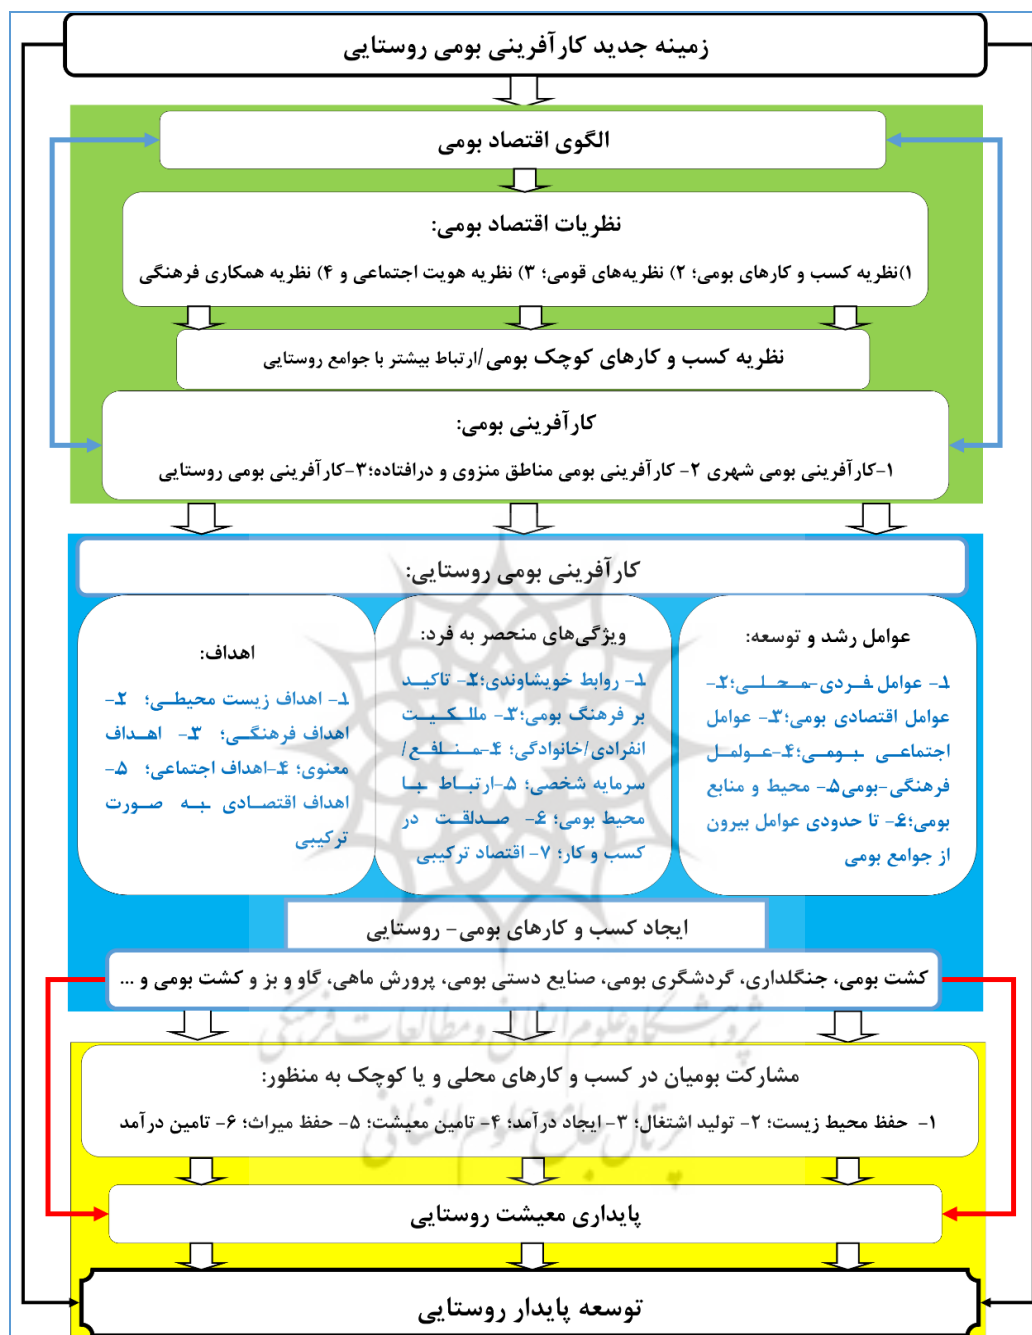 زمینه جدید کارآفرینی بومی روستایی
الگوی اقتصاد بومی
نظریات اقتصاد بومی:
۱)نظریه کسب و کارهای بومی؛ ۲) نظریه‌های قومی؛ ۳) نظریه هویت اجتماعی و ۴) نظریه همکاری فرهنگی
نظریه کسب و کارهای کوچک بومی/ارتباط بیشتر با جوامع روستایی
کارآفرینی بومی:
۱-کارآفرینی بومی شهری ۲- کارآفرینی بومی مناطق منزوی و درافتاده؛۳-کارآفرینی بومی روستایی
کارآفرینی بومی روستایی:
عوامل رشد و توسعه:
۱- عوامل فردی-محلی؛۲-
عوامل اقتصادی بومی؛۳- عوامل
اجتماعی بومی؛۴-عوامل
فرهنگی-بومی۵- محیط و منابع
بومی؛۶- تا حدودی عوامل بیرون
از جوامع بومی
ویژگی‌های منحصر به فرد:
۱- روابط خویشاوندی؛۲- تاکید
بر فرهنگ بومی؛۳- مالکیت
انفرادی/خانوادگی؛ ۴-منافع/
سرمایه شخصی؛ ۵-ارتباط با
محیط بومی؛ ۶- صداقت در
کسب و کار؛ ۷- اقتصاد ترکیبی
اهداف:
۱- اهداف زیست محیطی؛ ۲-
اهداف فرهنگی؛ ۳- اهداف
معنوی؛ ۴-اهداف اجتماعی؛ ۵-
اهداف اقتصادی به صورت
ترکیبی
ایجاد کسب و کارهای بومی- روستایی
کشت بومی، جنگلداری، گردشگری بومی، صنایع دستی بومی، پرورش ماهی، گاو و بز و کشت بومی و ...
پژوهشگاه علوم انسانی و مطالعات فرهنگی
مشارکت بومیان در کسب و کارهای محلی و یا کوچک به منظور:
۱- حفظ محیط زیست؛ ۲- تولید اشتغال؛ ۳- ایجاد درآمد؛ ۴- تامین معیشت؛ ۵- حفظ میراث؛ ۶- تامین درآمد
پرتال جامع علوم انسانی
پایداری معیشت روستایی
توسعه پایدار روستایی